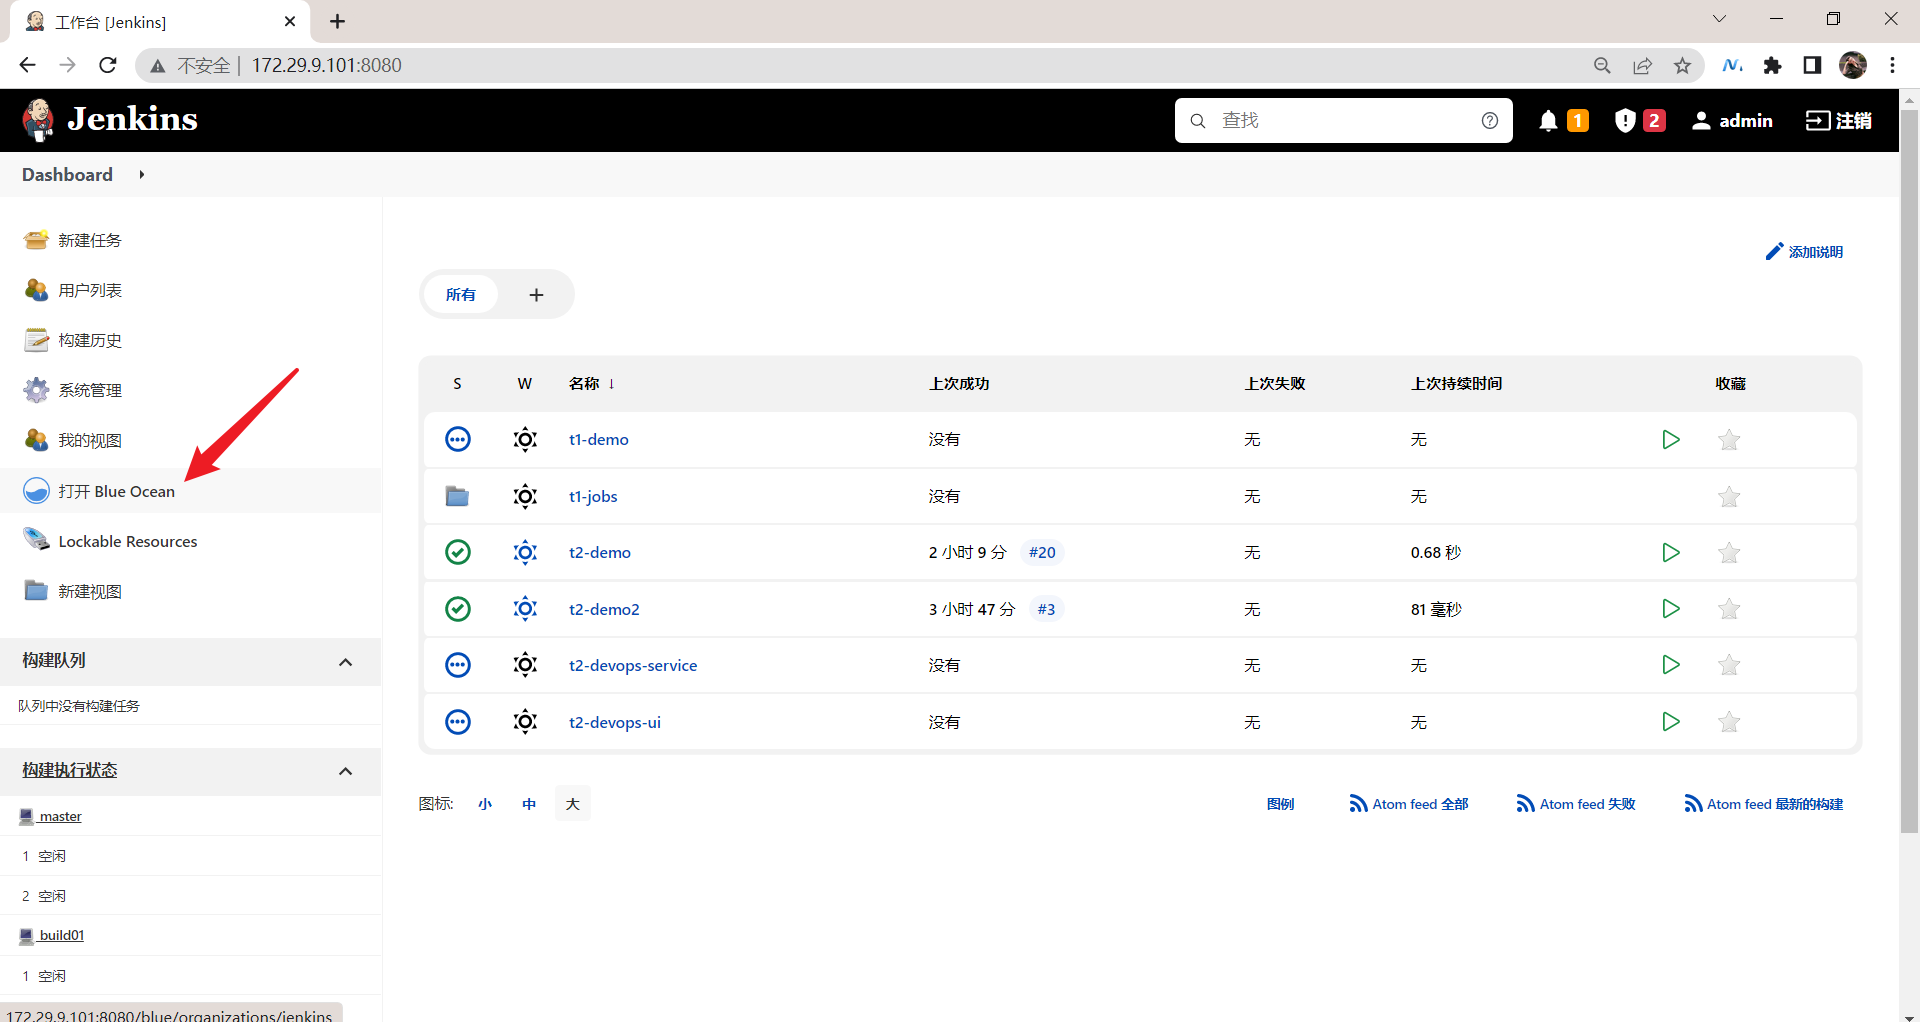 工作台 [Jenkins]
不安全 | 172.29.9.101:8080
Jenkins
查找
1
2
admin
注销
Dashboard
新建任务
用户列表
构建历史
系统管理
我的视图
打开 Blue Ocean
Lockable Resources
新建视图
构建队列
队列中没有构建任务
构建执行状态
master
1 空闲
2 空闲
build01
1 空闲
172.29.9.101:8080/blue/organizations/jenkins
添加说明
所有 +
S W 名称 ↓ 上次成功 上次失败 上次持续时间 收藏
t1-demo 没有 无 无
t1-jobs 没有 无 无
t2-demo 2 小时 9 分 #20 无 0.68 秒
t2-demo2 3 小时 47 分 #3 无 81 毫秒
t2-devops-service 没有 无 无
t2-devops-ui 没有 无 无
图标: 小 中 大
图例 Atom feed 全部 Atom feed 失败 Atom feed 最新的构建